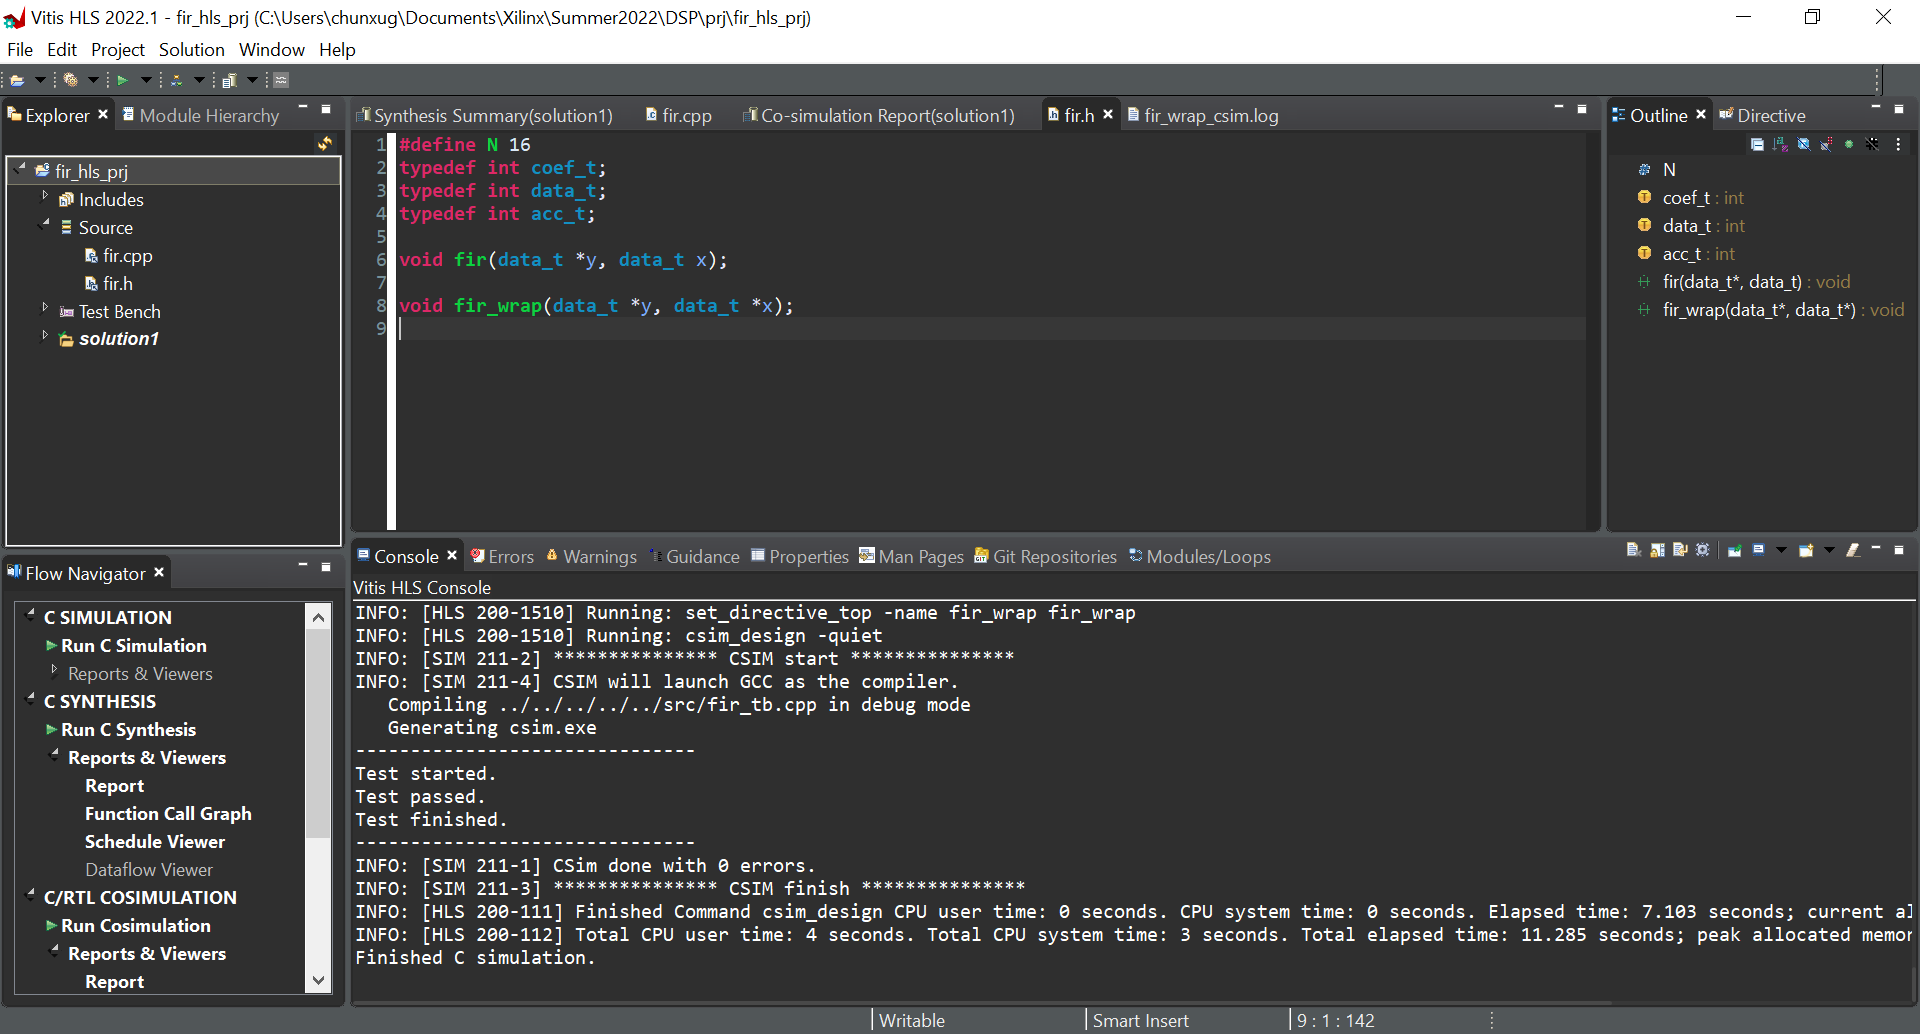 Vitis HLS 2022.1 - fir_hls_prj (C:\Users\chunxug\Documents\Xilinx\Summer2022\DSP\prj\fir_hls_prj)
File Edit Project Solution Window Help
Explorer Module Hierarchy
fir_hls_prj
Includes
Source
fir.cpp
fir.h
Test Bench
solution1
Synthesis Summary(solution1) fir.cpp Co-simulation Report(solution1) fir.h fir_wrap_csim.log
1 #define N 16
2 typedef int coef_t;
3 typedef int data_t;
4 typedef int acc_t;
5
6 void fir(data_t *y, data_t x);
7
8 void fir_wrap(data_t *y, data_t *x);
9
Outline Directive
N
coef_t : int
data_t : int
acc_t : int
fir(data_t*, data_t) : void
fir_wrap(data_t*, data_t*) : void
Flow Navigator
C SIMULATION
Run C Simulation
Reports & Viewers
C SYNTHESIS
Run C Synthesis
Reports & Viewers
Report
Function Call Graph
Schedule Viewer
Dataflow Viewer
C/RTL COSIMULATION
Run Cosimulation
Reports & Viewers
Report
Console Errors Warnings Guidance Properties Man Pages Git Repositories Modules/Loops
Vitis HLS Console
INFO: [HLS 200-1510] Running: set_directive_top -name fir_wrap fir_wrap
INFO: [HLS 200-1510] Running: csim_design -quiet
INFO: [SIM 211-2] *************** CSIM start ***************
INFO: [SIM 211-4] CSIM will launch GCC as the compiler.
Compiling ../../../../../src/fir_tb.cpp in debug mode
Generating csim.exe
-------------------------------
Test started.
Test passed.
Test finished.
-------------------------------
INFO: [SIM 211-1] CSim done with 0 errors.
INFO: [SIM 211-3] *************** CSIM finish ***************
INFO: [HLS 200-111] Finished Command csim_design CPU user time: 0 seconds. CPU system time: 0 seconds. Elapsed time: 7.103 seconds; current al
INFO: [HLS 200-112] Total CPU user time: 4 seconds. Total CPU system time: 3 seconds. Total elapsed time: 11.285 seconds; peak allocated memor
Finished C simulation.
Writable Smart Insert 9 : 1 : 142